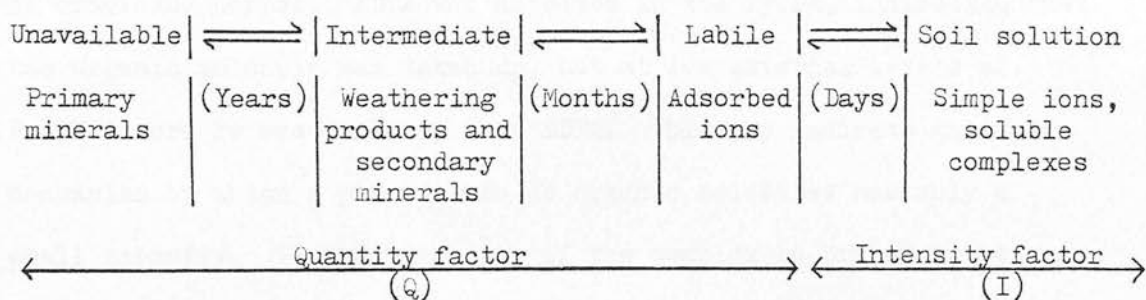 Unavailable Intermediate Labile Soil solution
Primary (Years) Weathering (Months) Adsorbed (Days) Simple ions,
minerals products and ions soluble
secondary complexes
minerals
Quantity factor Intensity factor
(Q) (I)